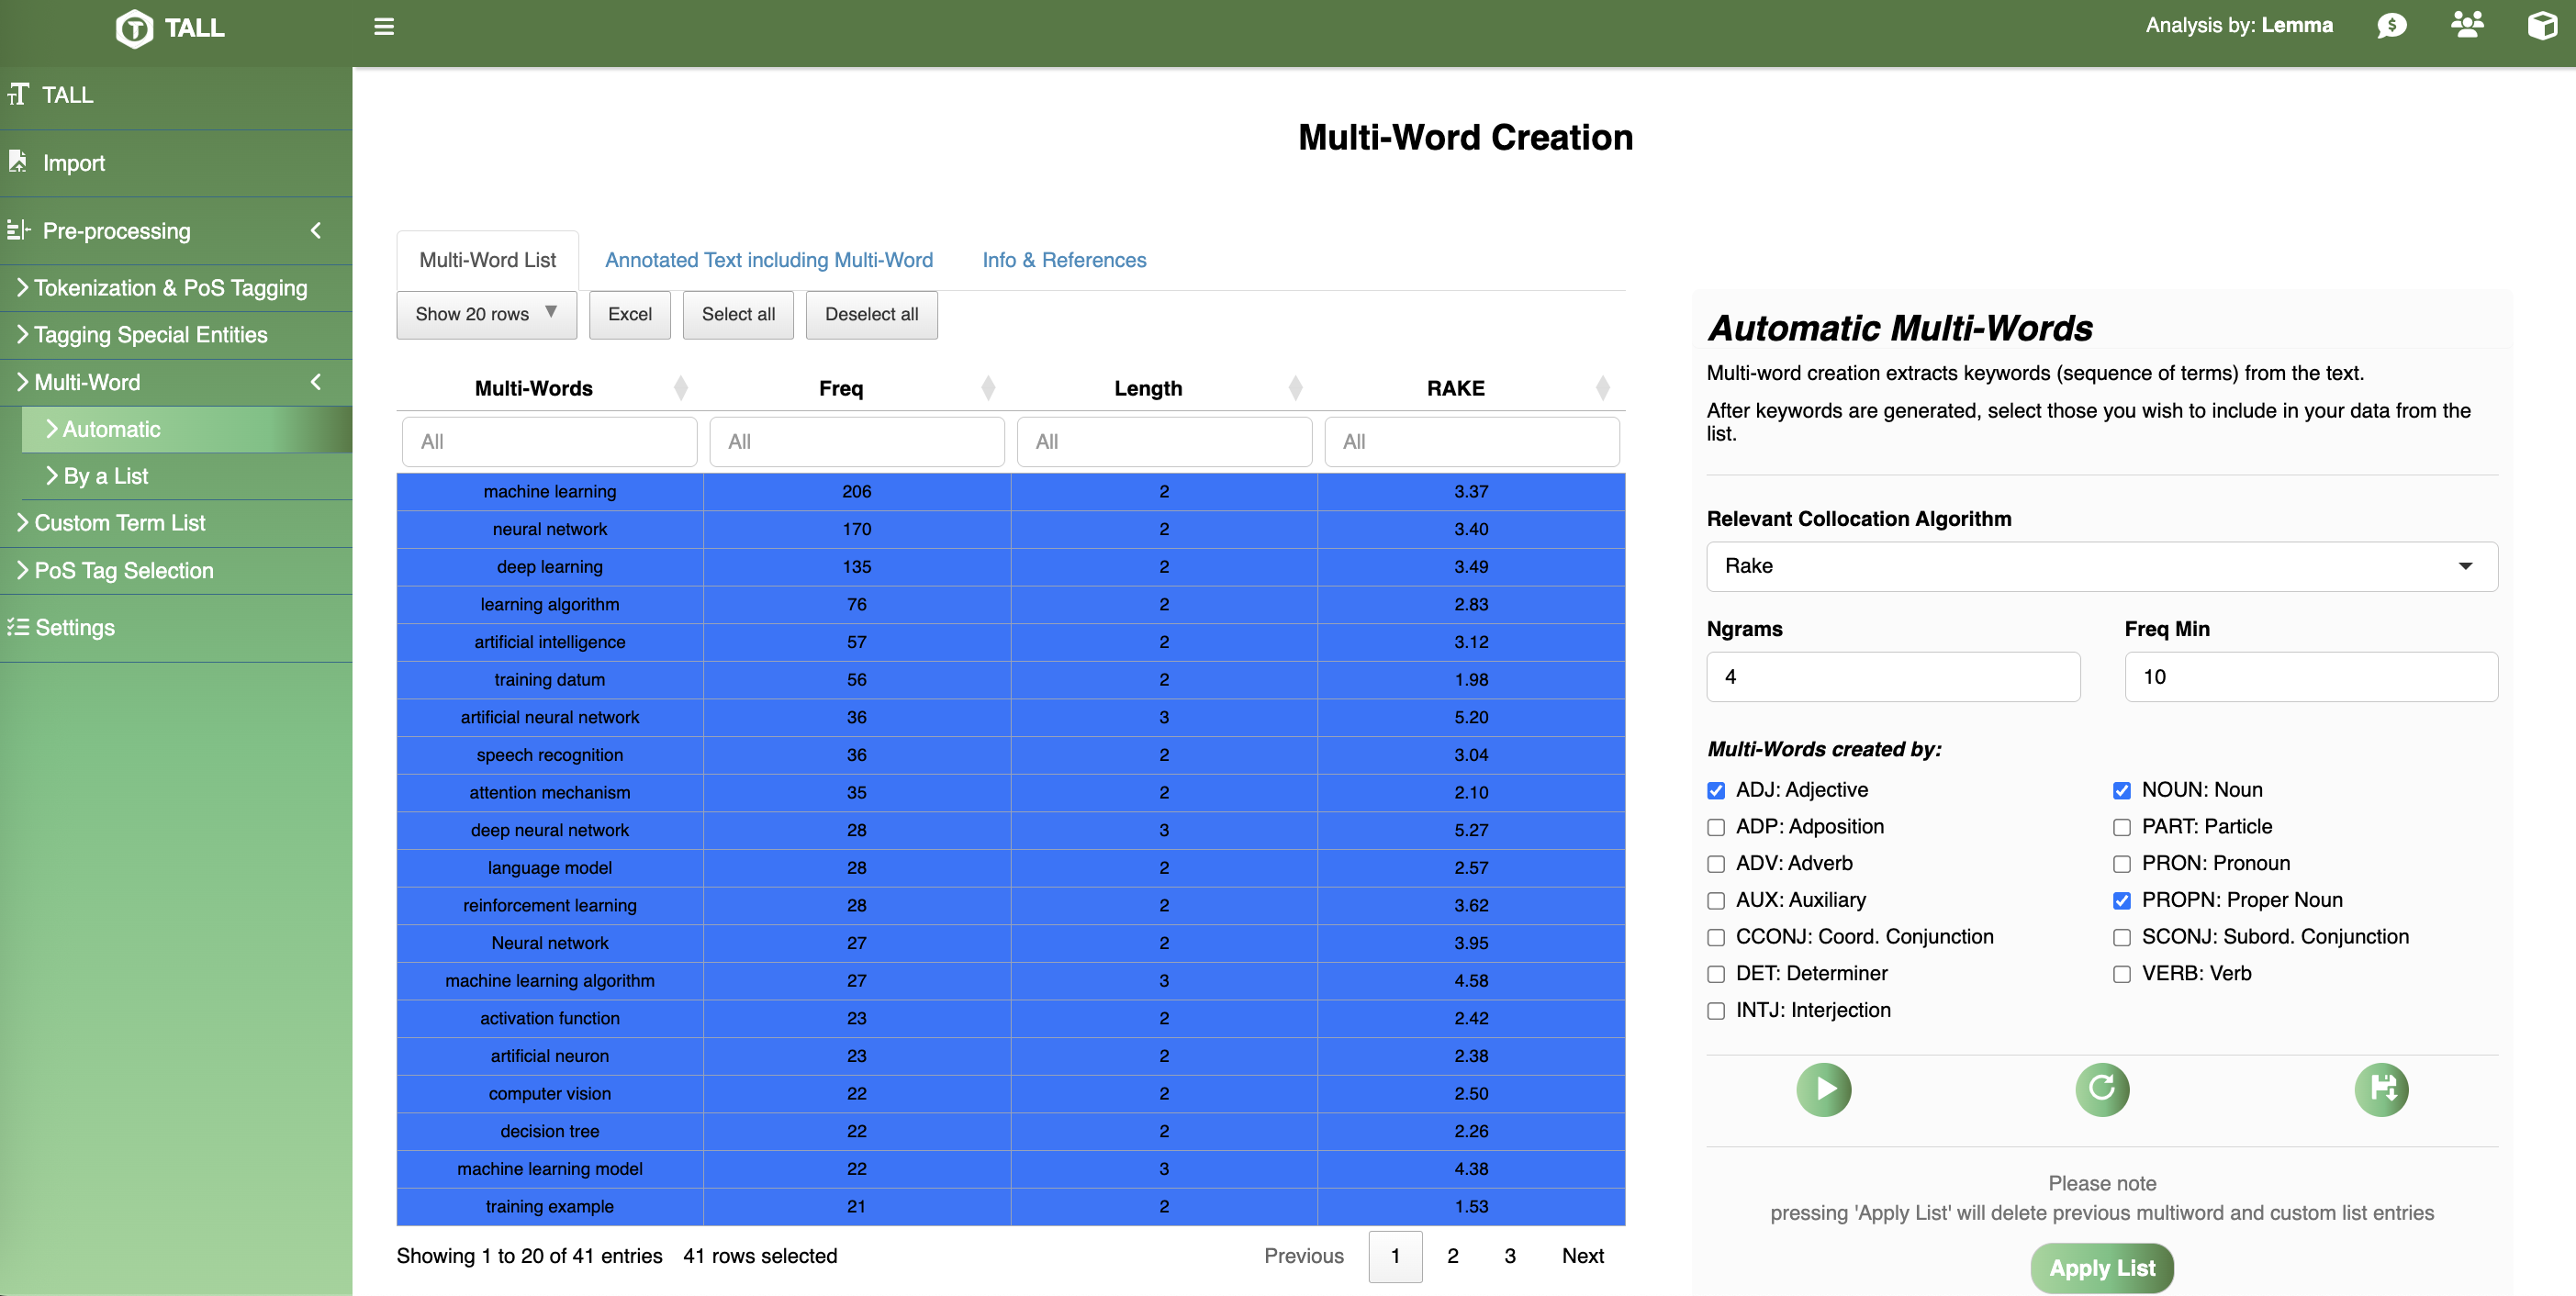 TALL
Analysis by: Lemma
TALL
Import
Pre-processing
Tokenization & PoS Tagging
Tagging Special Entities
Multi-Word
Automatic
By a List
Custom Term List
PoS Tag Selection
Settings
Multi-Word Creation
Multi-Word List Annotated Text including Multi-Word Info & References
Show 20 rows Excel Select all Deselect all
Multi-Words Freq Length RAKE
All All All All
machine learning 206 2 3.37
neural network 170 2 3.40
deep learning 135 2 3.49
learning algorithm 76 2 2.83
artificial intelligence 57 2 3.12
training datum 56 2 1.98
artificial neural network 36 3 5.20
speech recognition 36 2 3.04
attention mechanism 35 2 2.10
deep neural network 28 3 5.27
language model 28 2 2.57
reinforcement learning 28 2 3.62
Neural network 27 2 3.95
machine learning algorithm 27 3 4.58
activation function 23 2 2.42
artificial neuron 23 2 2.38
computer vision 22 2 2.50
decision tree 22 2 2.26
machine learning model 22 3 4.38
training example 21 2 1.53
Showing 1 to 20 of 41 entries 41 rows selected Previous 1 2 3 Next
Automatic Multi-Words
Multi-word creation extracts keywords (sequence of terms) from the text.
After keywords are generated, select those you wish to include in your data from the
list.
Relevant Collocation Algorithm
Rake
Ngrams Freq Min
4 10
Multi-Words created by:
ADJ: Adjective NOUN: Noun
ADP: Adposition PART: Particle
ADV: Adverb PRON: Pronoun
AUX: Auxiliary PROPN: Proper Noun
CCONJ: Coord. Conjunction SCONJ: Subord. Conjunction
DET: Determiner VERB: Verb
INTJ: Interjection
Please note
pressing 'Apply List' will delete previous multiword and custom list entries
Apply List